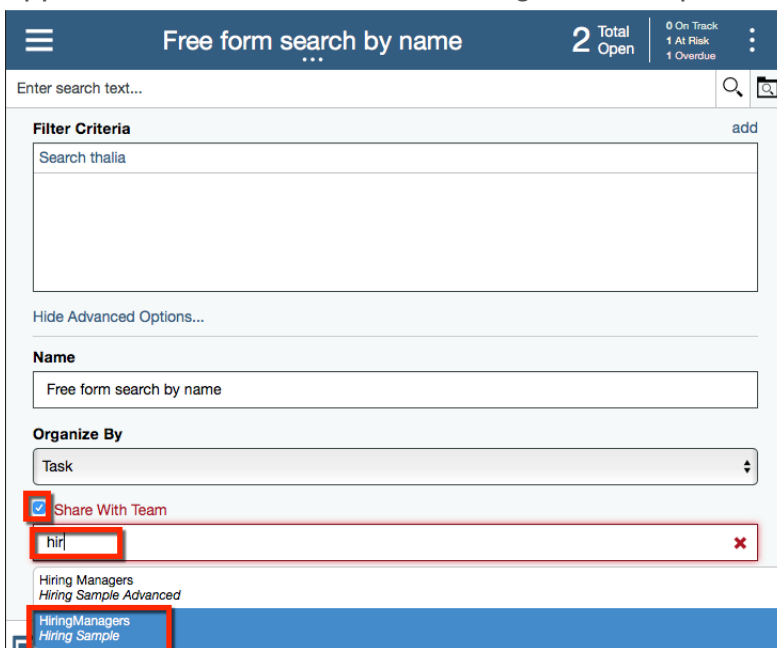 Free form search by name
2 Total Open
0 On Track
1 At Risk
1 Overdue
Enter search text...
Filter Criteria
add
Search thalia
Hide Advanced Options...
Name
Free form search by name
Organize By
Task
Share With Team
hir
Hiring Managers
Hiring Sample Advanced
HiringManagers
Hiring Sample